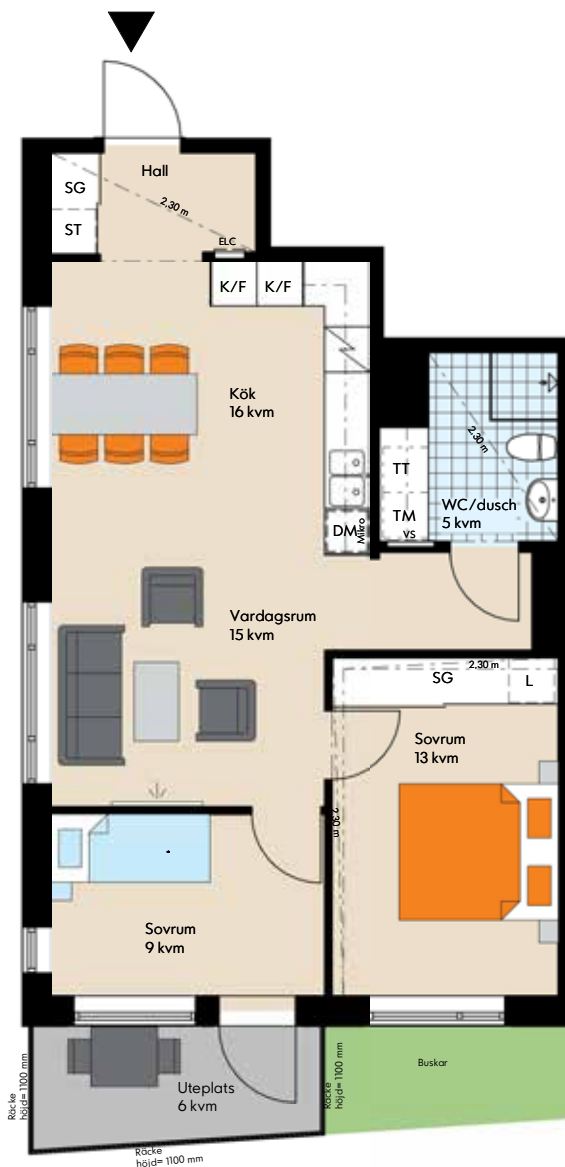 Hall
SG
2.30 m
ST
ELC
K/F K/F
Kök
16 kvm
2.30 m
TT
WC/dusch
5 kvm
TM
vs
DM
Mikro
Vardagsrum
15 kvm
2.30 m
SG
L
Sovrum
13 kvm
2.30 m
Sovrum
9 kvm
Buskar
Uteplats
6 kvm
Räcke
höjd= 1100 mm
Räcke
höjd= 1100 mm
Räcke
höjd= 1100 mm